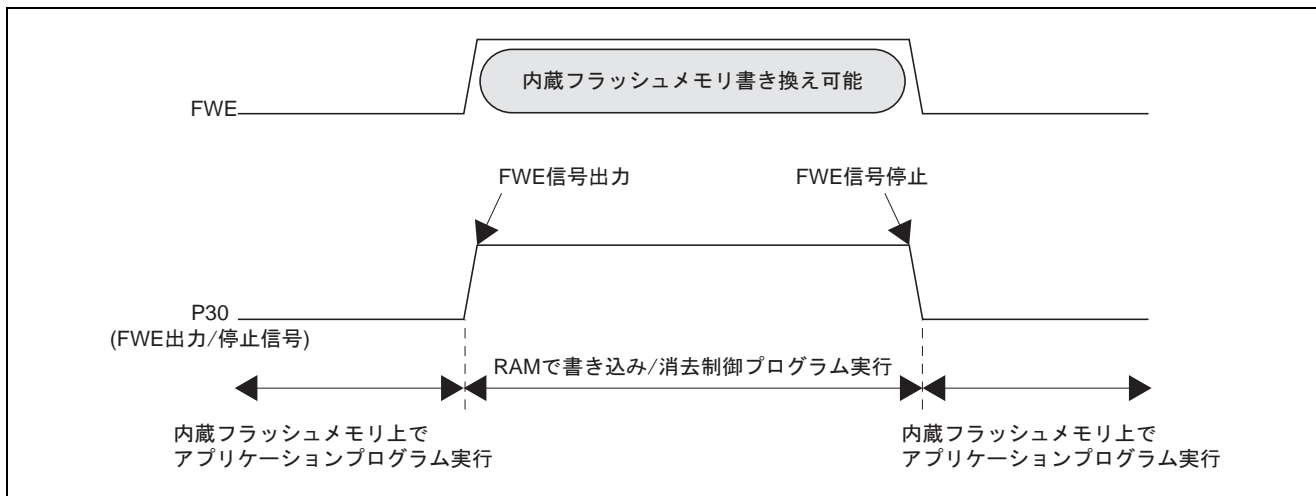 内蔵フラッシュメモリ書き換え可能
FWE
FWE信号出力
FWE信号停止
P30
(FWE出力/停止信号)
RAMで書き込み/消去制御プログラム実行
内蔵フラッシュメモリ上で
アプリケーションプログラム実行
内蔵フラッシュメモリ上で
アプリケーションプログラム実行